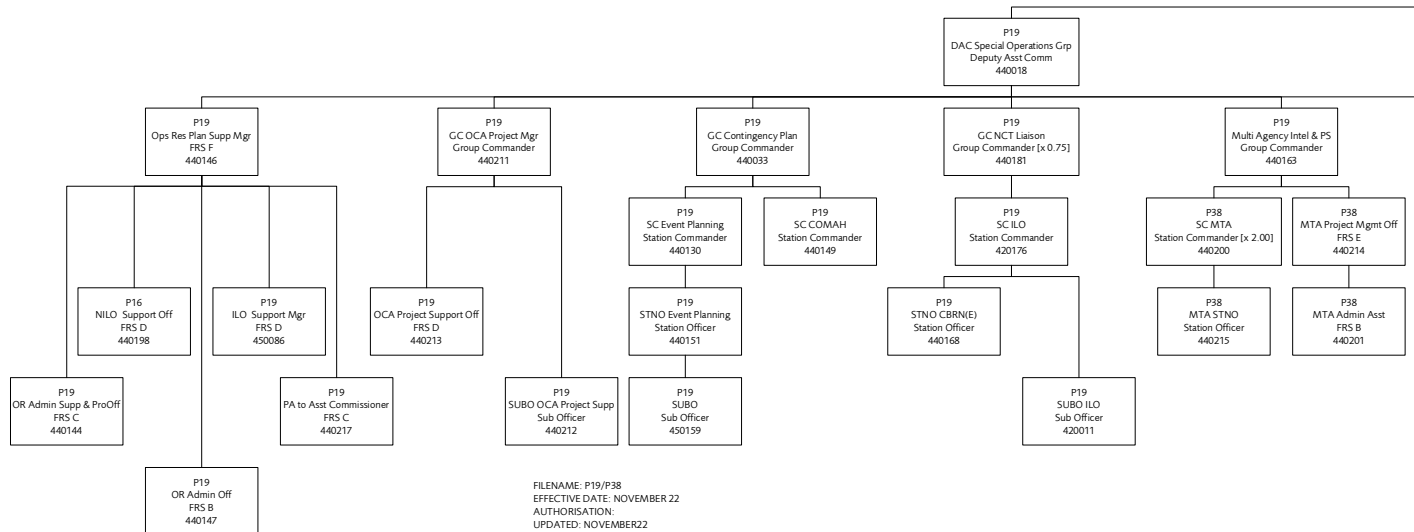 P19
DAC Special Operations Grp
Deputy Asst Comm
440018
P19
Ops Res Plan Supp Mgr
FRS F
440146
P19
GC OCA Project Mgr
Group Commander
440211
P19
GC Contingency Plan
Group Commander
440033
P19
GC NCT Liaison
Group Commander [x 0.75]
440181
P19
Multi Agency Intel & PS
Group Commander
440163
P19
SC Event Planning
Station Commander
440130
P19
SC COMAH
Station Commander
440149
P19
SC ILO
Station Commander
420176
P38
SC MTA
Station Commander [x 2.00]
440200
P38
MTA Project Mgmt Off
FRS E
440214
P16
NILO Support Off
FRS D
440198
P19
ILO Support Mgr
FRS D
450086
P19
OCA Project Support Off
FRS D
440213
P19
STNO Event Planning
Station Officer
440151
P19
STNO CBRN(E)
Station Officer
440168
P38
MTA STNO
Station Officer
440215
P38
MTA Admin Asst
FRS B
440201
P19
OR Admin Supp & ProOff
FRS C
440144
P19
PA to Asst Commissioner
FRS C
440217
P19
SUBO OCA Project Supp
Sub Officer
440212
P19
SUBO
Sub Officer
450159
P19
SUBO ILO
Sub Officer
420011
P19
OR Admin Off
FRS B
440147
FILENAME: P19/P38
EFFECTIVE DATE: NOVEMBER 22
AUTHORISATION:
UPDATED: NOVEMBER22